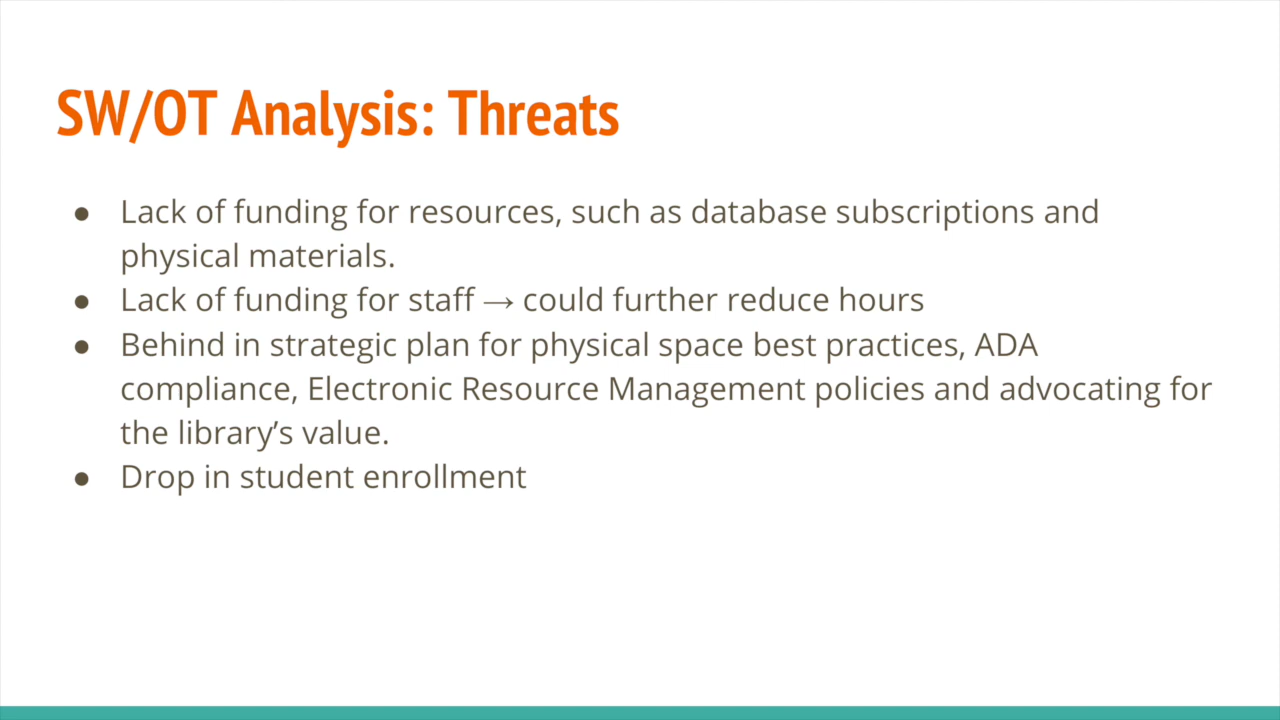 SW/OT Analysis: Threats
● Lack of funding for resources, such as database subscriptions and
physical materials.
● Lack of funding for staff → could further reduce hours
● Behind in strategic plan for physical space best practices, ADA
compliance, Electronic Resource Management policies and advocating for
the library’s value.
● Drop in student enrollment